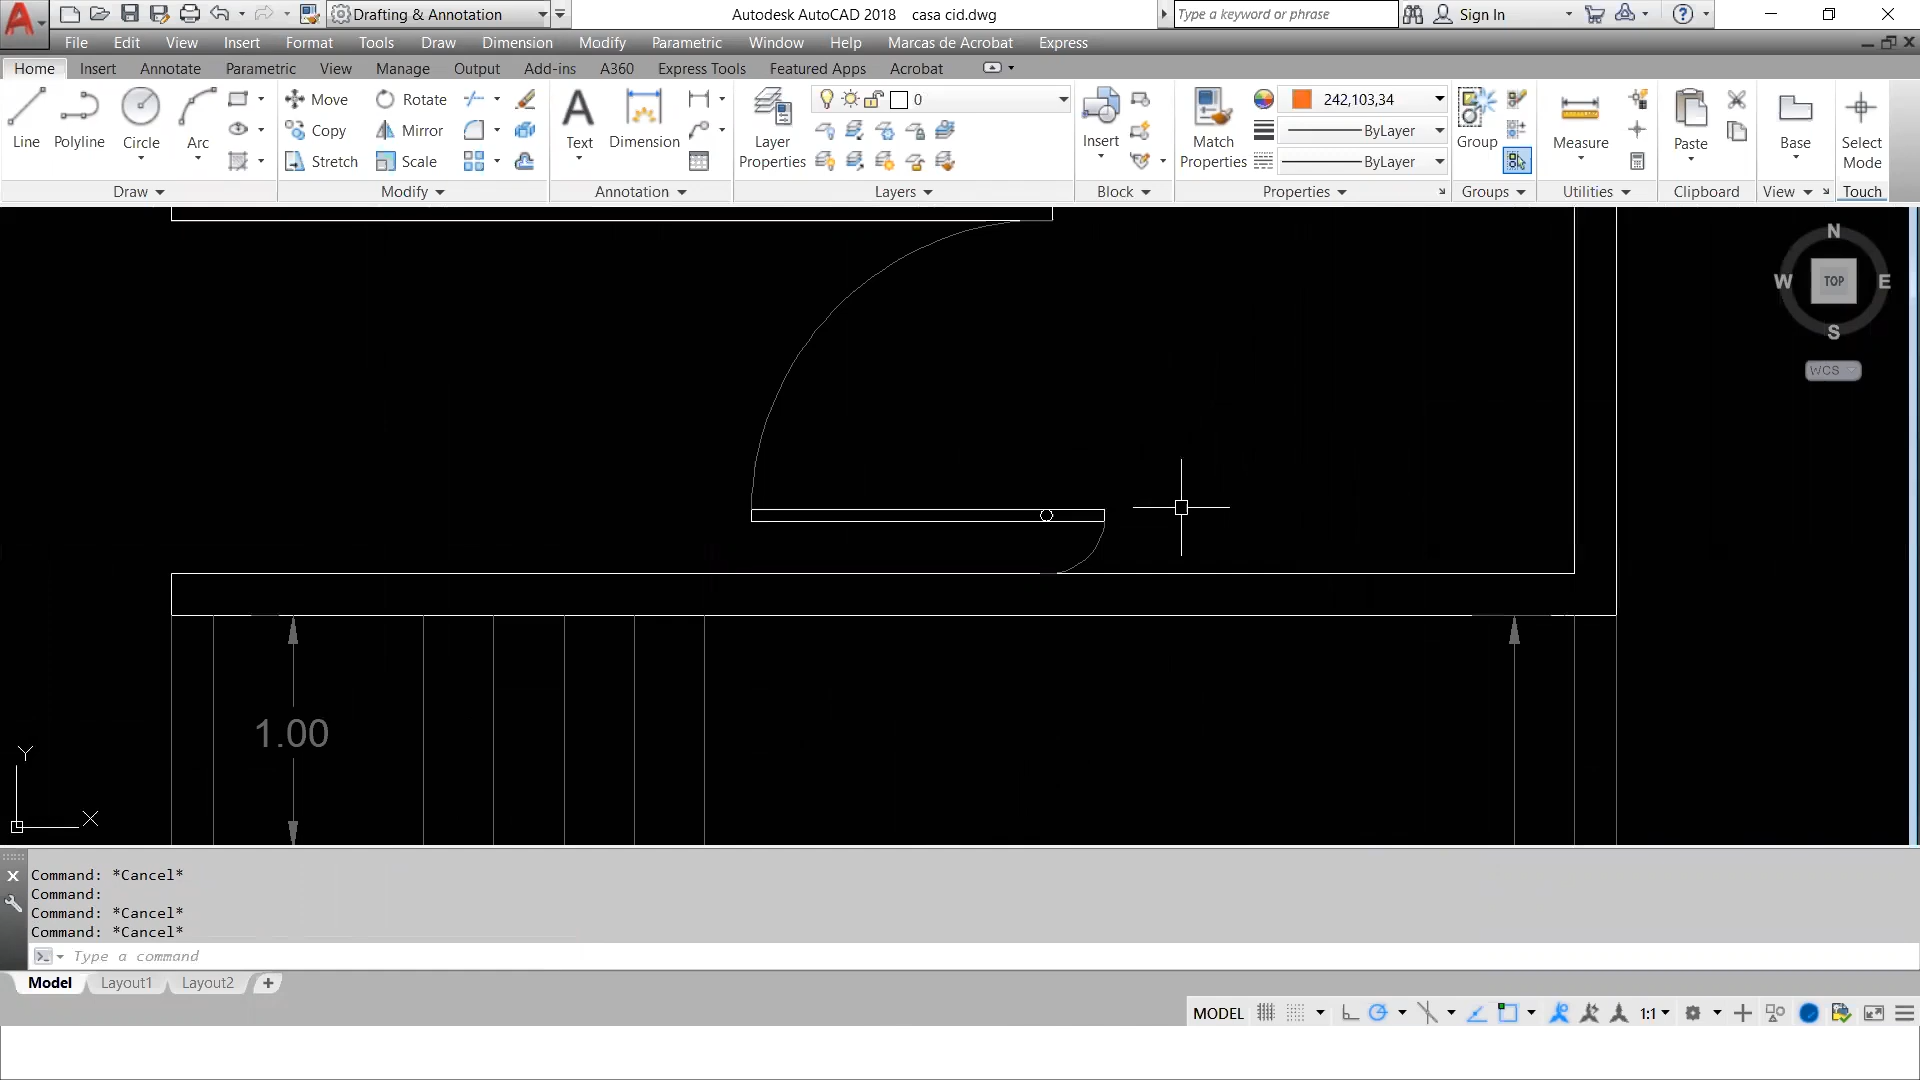 Drafting & Annotation
Autodesk AutoCAD 2018 casa cid.dwg
Type a keyword or phrase
Sign In
File Edit View Insert Format Tools Draw Dimension Modify Parametric Window Help Marcas de Acrobat Express
Home Insert Annotate Parametric View Manage Output Add-ins A360 Express Tools Featured Apps Acrobat
Line Polyline Circle Arc
Move Rotate
Copy Mirror
Stretch Scale
Text Dimension
Layer Properties
0
Insert
Match Properties
242,103,34
ByLayer
ByLayer
Group
Measure
Paste
Base
Select Mode
Draw Modify Annotation Layers Block Properties Groups Utilities Clipboard View Touch
N
W TOP E
S
WCS
1.00
Y
X
Command: *Cancel*
Command:
Command: *Cancel*
Command: *Cancel*
Type a command
Model Layout1 Layout2 +
MODEL 1:1